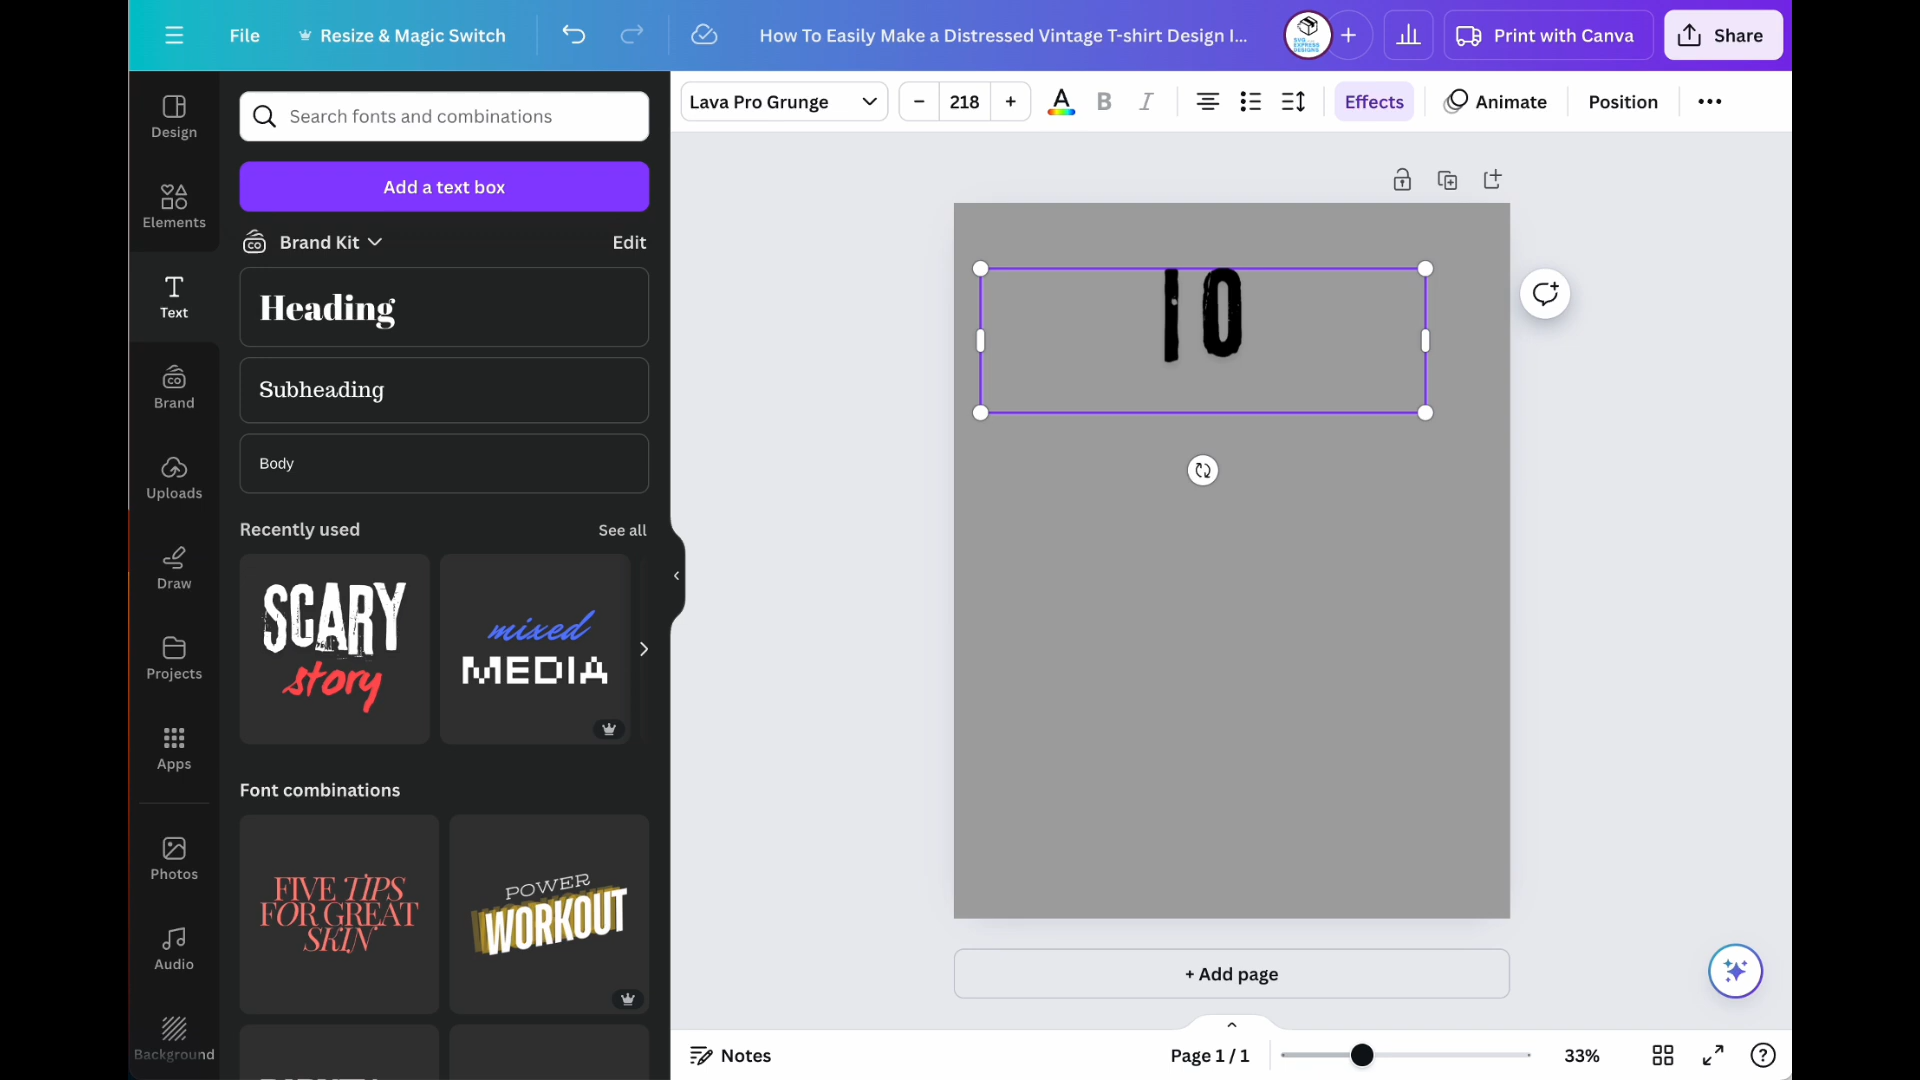 File
Resize & Magic Switch
How To Easily Make a Distressed Vintage T-shirt Design I...
SVG
EXPRESS
DESIGNS
+
Print with Canva
Share
Design
Elements
Text
Brand
Uploads
Draw
Projects
Apps
Photos
Audio
Background
Search fonts and combinations
Add a text box
Brand Kit
Edit
Heading
Subheading
Body
Recently used
See all
SCARY
story
mixed
MEDIA
Font combinations
FIVE TIPS
FOR GREAT
SKIN
POWER
WORKOUT
Lava Pro Grunge
− 218 +
A
B
I
Effects
Animate
Position
10
+ Add page
Notes
Page 1 / 1
33%